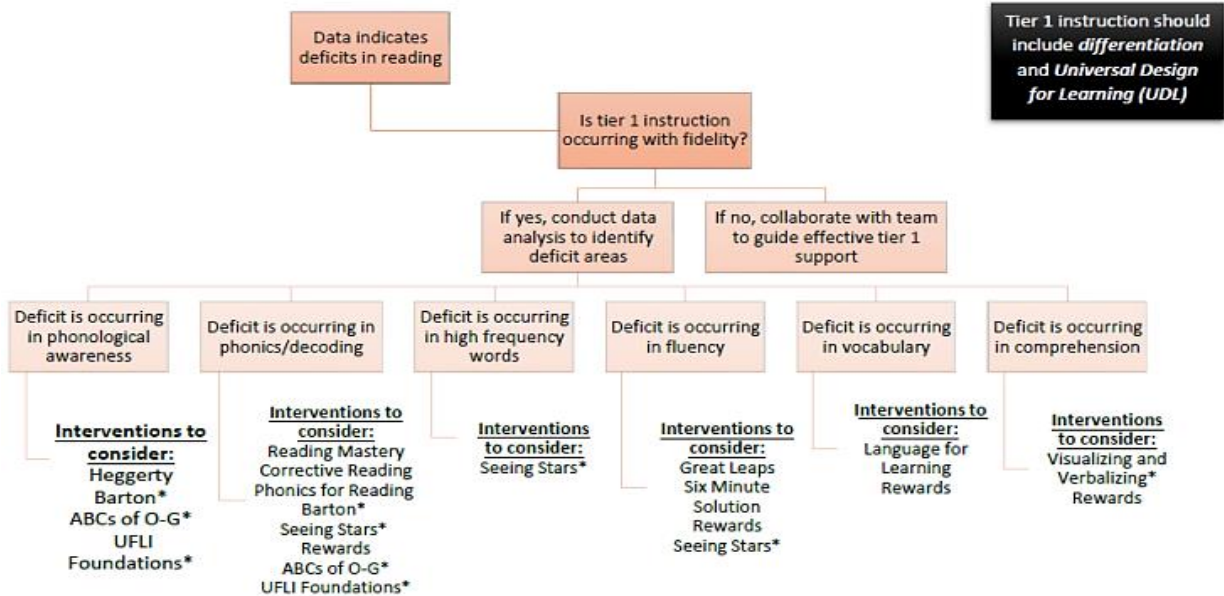 Data indicates
deficits in reading
Tier 1 instruction should
include differentiation
and Universal Design
for Learning (UDL)
Is tier 1 instruction
occurring with fidelity?
If yes, conduct data
analysis to identify
deficit areas
If no, collaborate with team
to guide effective tier 1
support
Deficit is occurring
in phonological
awareness
Deficit is occurring in
phonics/decoding
Deficit is occurring
in high frequency
words
Deficit is occurring
in fluency
Deficit is occurring
in vocabulary
Deficit is occurring
in comprehension
Interventions to
consider:
Heggerty
Barton*
ABCs of O-G*
UFLI
Foundations*
Interventions to
consider:
Reading Mastery
Corrective Reading
Phonics for Reading
Barton*
Seeing Stars*
Rewards
ABCs of O-G*
UFLI Foundations*
Interventions
to consider:
Seeing Stars*
Interventions to
consider:
Great Leaps
Six Minute
Solution
Rewards
Seeing Stars*
Interventions to
consider:
Language for
Learning
Rewards
Interventions
to consider:
Visualizing and
Verbalizing*
Rewards